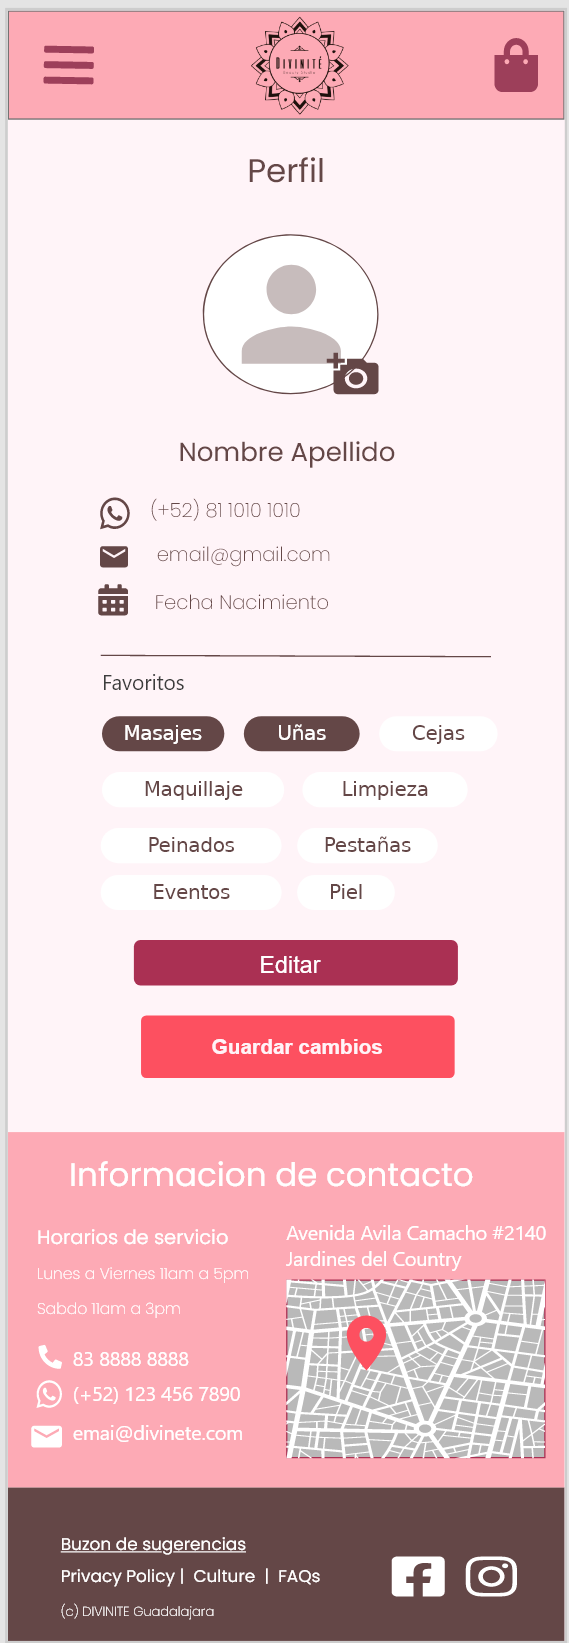 DIVINITÉ
Beauty Studio
Perfil
Nombre Apellido
(+52) 81 1010 1010
email@gmail.com
Fecha Nacimiento
Favoritos
Masajes Uñas Cejas
Maquillaje Limpieza
Peinados Pestañas
Eventos Piel
Editar
Guardar cambios
Informacion de contacto
Horarios de servicio
Lunes a Viernes 11am a 5pm
Sabdo 11am a 3pm
83 8888 8888
(+52) 123 456 7890
emai@divinete.com
Avenida Avila Camacho #2140
Jardines del Country
Buzon de sugerencias
Privacy Policy | Culture | FAQs
(c) DIVINITE Guadalajara